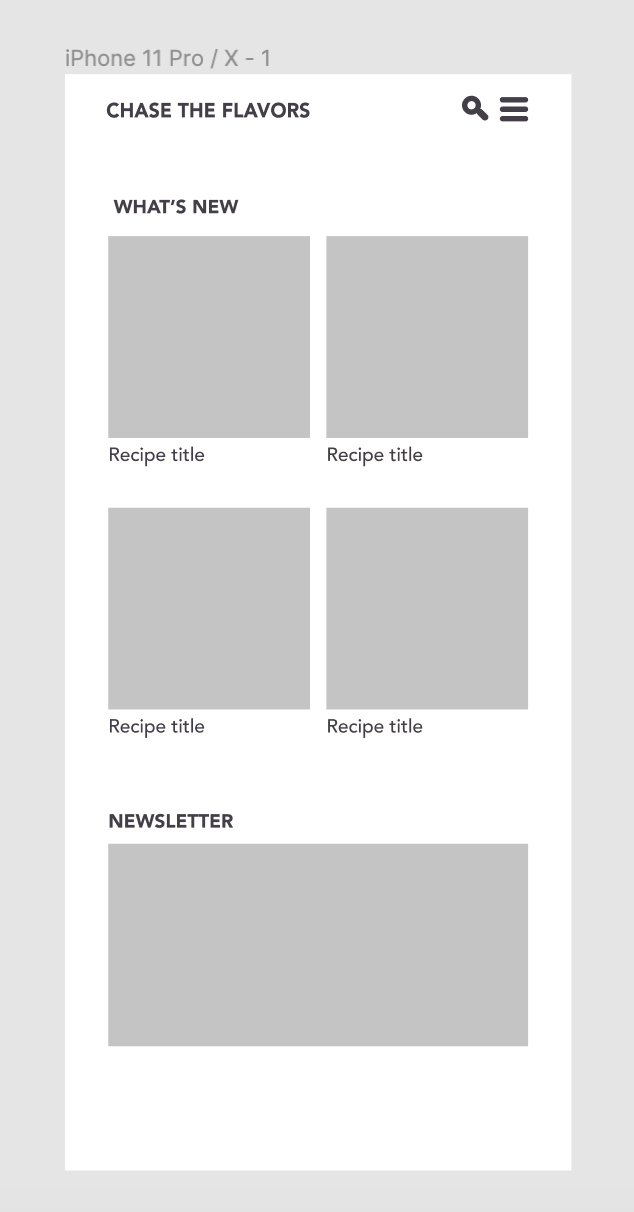 iPhone 11 Pro / X - 1
CHASE THE FLAVORS
WHAT’S NEW
Recipe title
Recipe title
Recipe title
Recipe title
NEWSLETTER